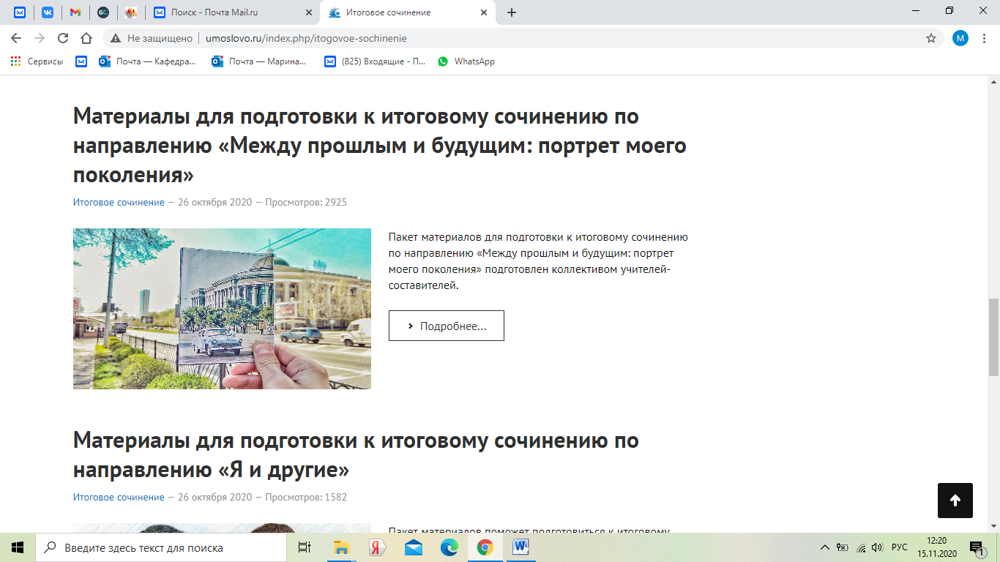 Поиск - Почта Mail.ru
Итоговое сочинение
Не защищено
umoslovo.ru/index.php/itogovoe-sochinenie
М
Сервисы
Почта — Кафедра...
Почта — Марина...
(825) Входящие - П...
WhatsApp
Материалы для подготовки к итоговому сочинению по
направлению «Между прошлым и будущим: портрет моего
поколения»
Итоговое сочинение — 26 октября 2020 — Просмотров: 2925
Пакет материалов для подготовки к итоговому сочинению
по направлению «Между прошлым и будущим: портрет
моего поколения» подготовлен коллективом учителей-
составителей.
Подробнее...
Материалы для подготовки к итоговому сочинению по
направлению «Я и другие»
Итоговое сочинение — 26 октября 2020 — Просмотров: 1582
Пакет материалов поможет подготовиться к итоговому
Введите здесь текст для поиска
РУС
12:20
15.11.2020
1